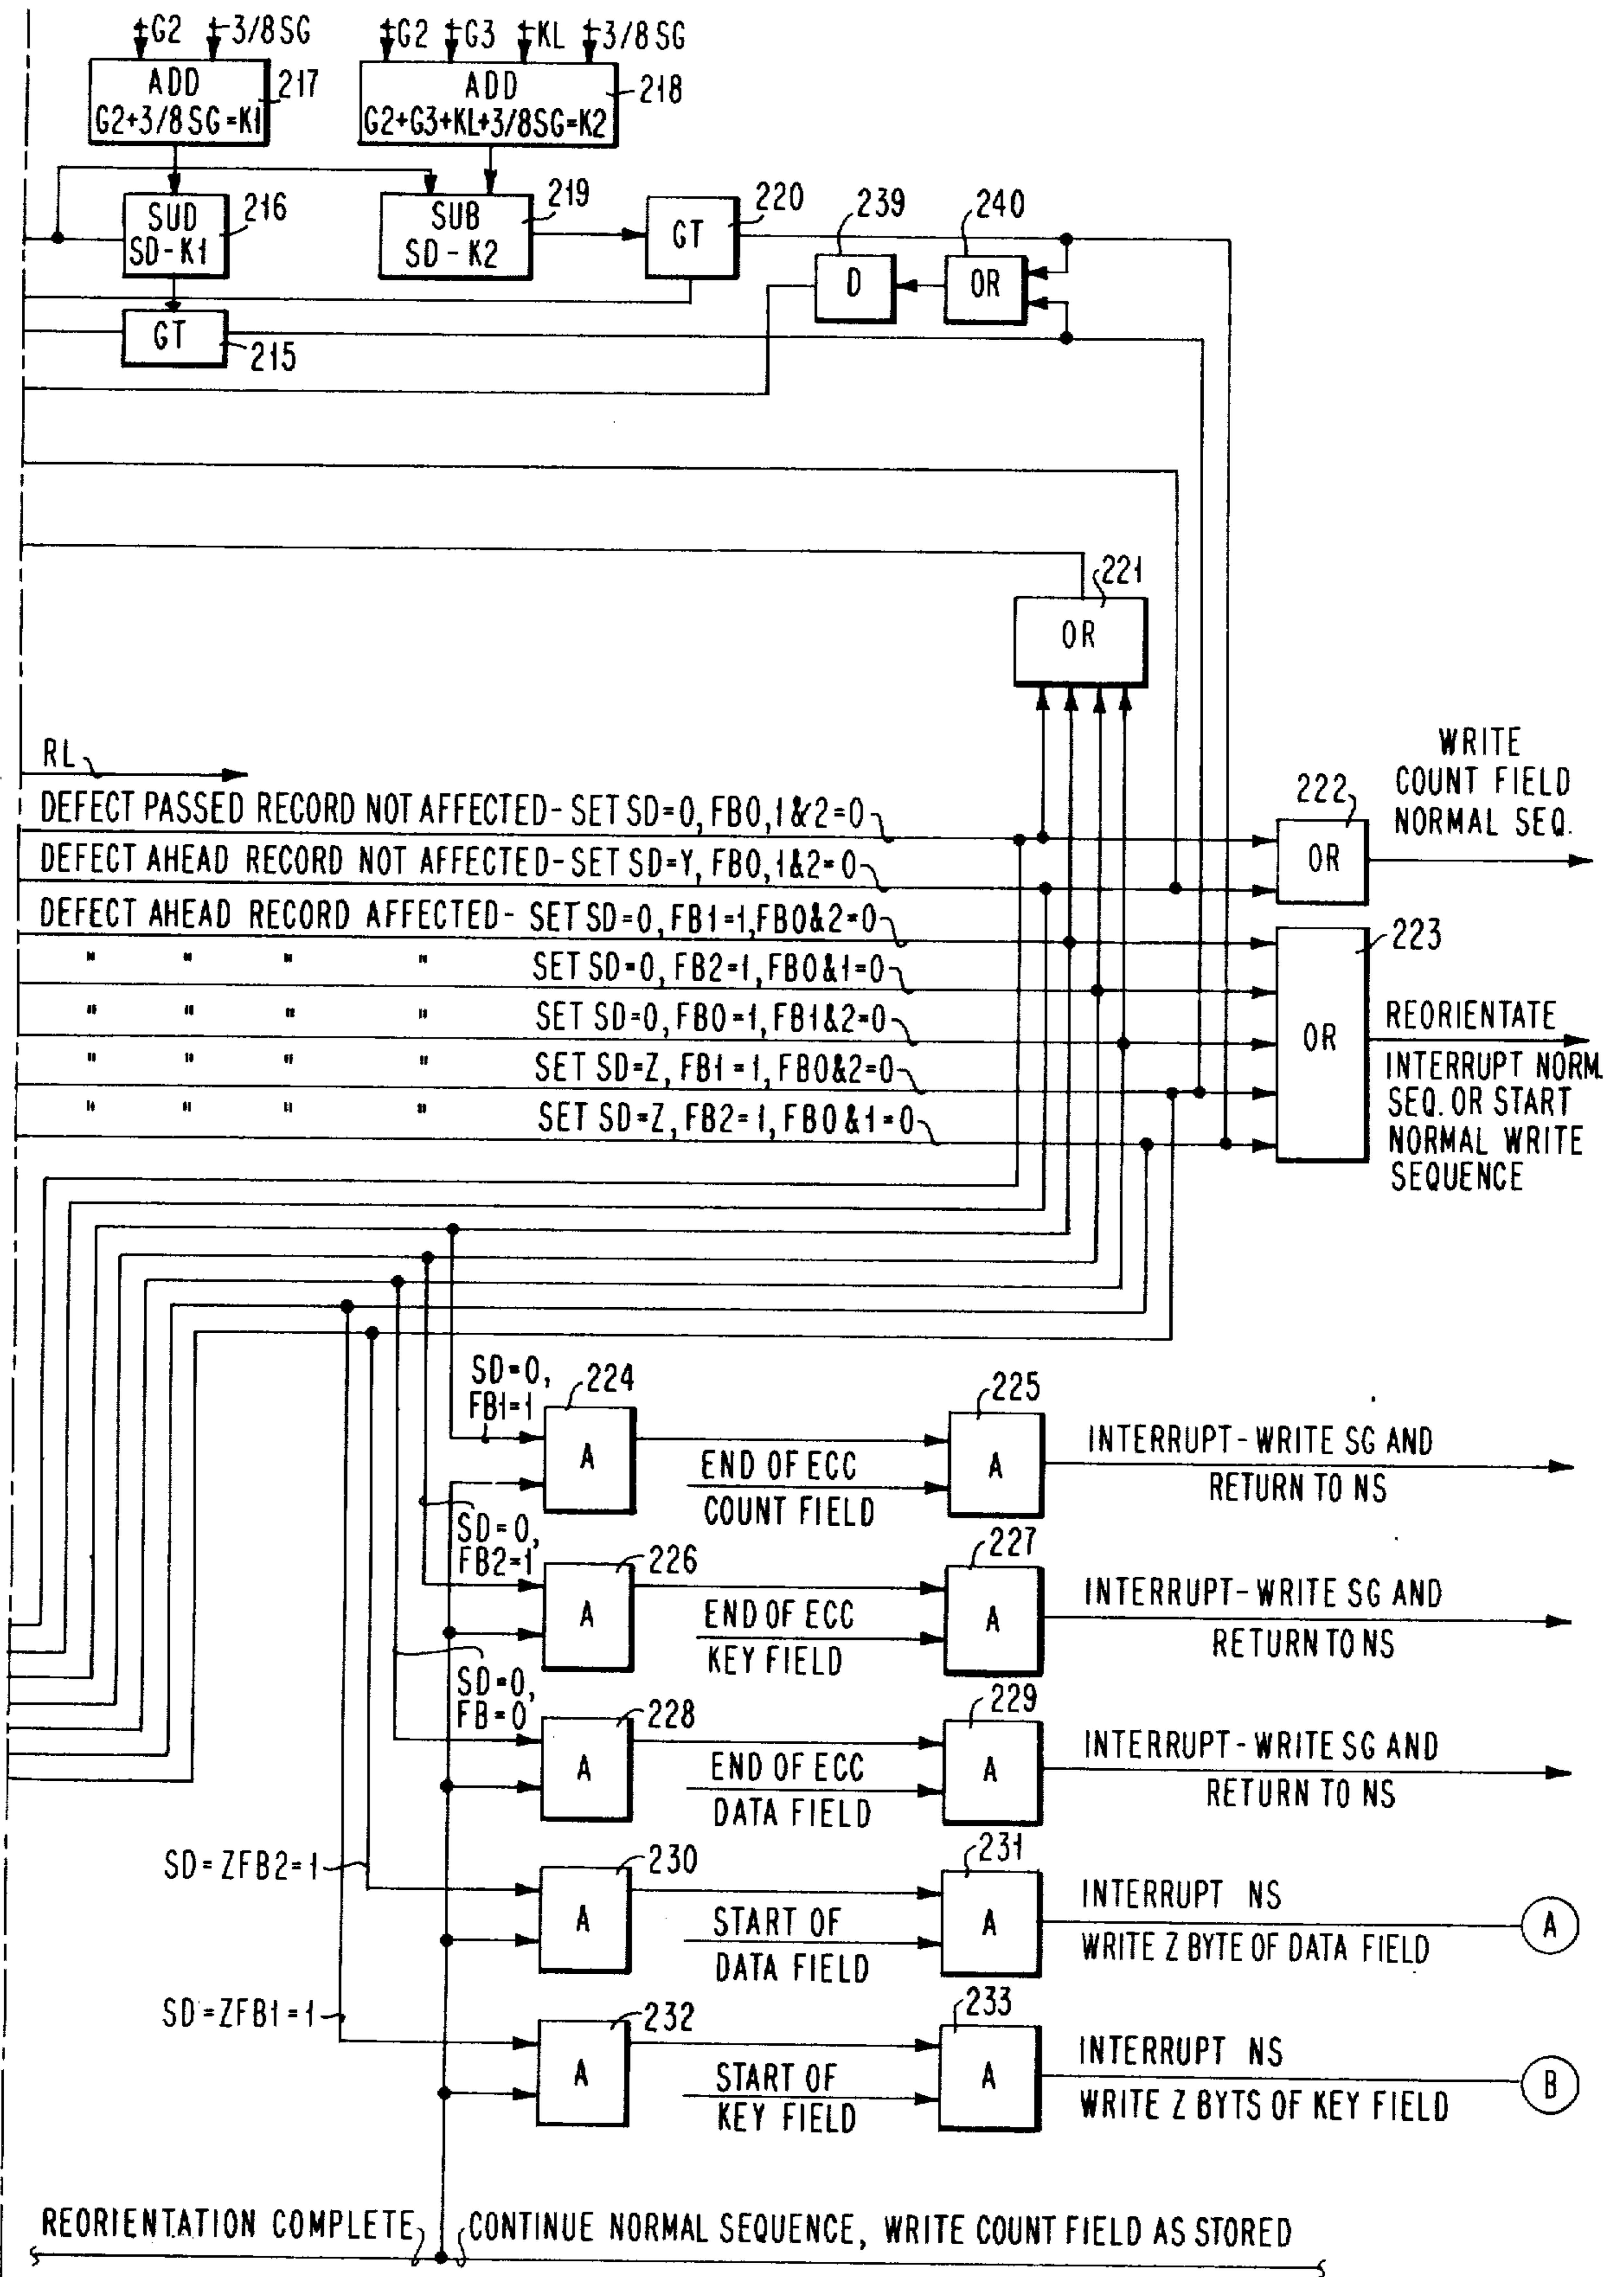 G2
3/8SG
G2
G3
KL
3/8SG
ADD
G2+3/8SG=K1
217
ADD
G2+G3+KL+3/8SG=K2
218
SUD
SD-K1
216
SUB
SD-K2
219
GT
220
D
239
OR
240
GT
215
221
OR
RL
DEFECT PASSED RECORD NOT AFFECTED-SET SD=0, FB0,1&2=0
DEFECT AHEAD RECORD NOT AFFECTED-SET SD=Y, FB0,1&2=0
DEFECT AHEAD RECORD AFFECTED- SET SD=0, FB1=1,FB0&2=0
" " " " SET SD=0, FB2=1, FB0&1=0
" " " " SET SD=0, FB0=1, FB1&2=0
" " " " SET SD=Z, FB1=1, FB0&2=0
" " " " SET SD=Z, FB2=1, FB0&1=0
222
OR
WRITE
COUNT FIELD
NORMAL SEQ.
223
OR
REORIENTATE
INTERRUPT NORM.
SEQ. OR START
NORMAL WRITE
SEQUENCE
SD=0,
FB1=1
224
A
END OF ECC
COUNT FIELD
225
A
INTERRUPT-WRITE SG AND
RETURN TO NS
SD=0,
FB2=1
226
A
END OF ECC
KEY FIELD
227
A
INTERRUPT-WRITE SG AND
RETURN TO NS
SD=0,
FB=0
228
A
END OF ECC
DATA FIELD
229
A
INTERRUPT-WRITE SG AND
RETURN TO NS
SD=ZFB2=1
230
A
START OF
DATA FIELD
231
A
INTERRUPT NS
WRITE Z BYTE OF DATA FIELD
A
SD=ZFB1=1
232
A
START OF
KEY FIELD
233
A
INTERRUPT NS
WRITE Z BYTS OF KEY FIELD
B
REORIENTATION COMPLETE
CONTINUE NORMAL SEQUENCE, WRITE COUNT FIELD AS STORED